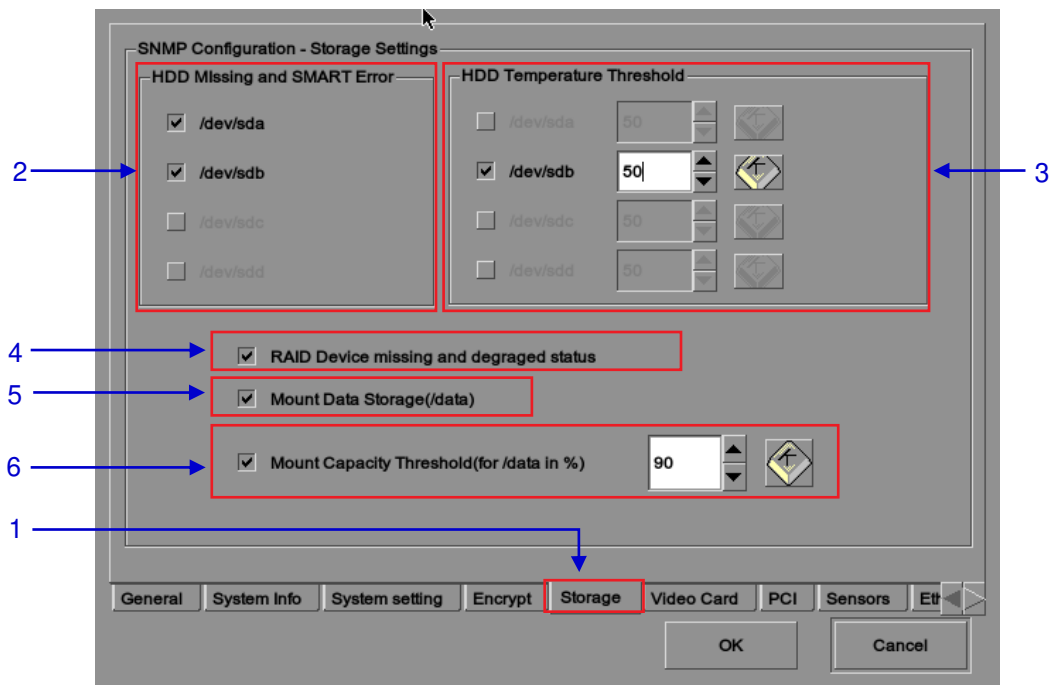 SNMP Configuration - Storage Settings
HDD MIssing and SMART Error
HDD Temperature Threshold
/dev/sda
/dev/sda
50
2
/dev/sdb
/dev/sdb
50
3
/dev/sdc
/dev/sdc
50
/dev/sdd
/dev/sdd
50
4
RAID Device missing and degraged status
5
Mount Data Storage(/data)
6
Mount Capacity Threshold(for /data in %)
90
1
General
System Info
System setting
Encrypt
Storage
Video Card
PCI
Sensors
Eth
OK
Cancel